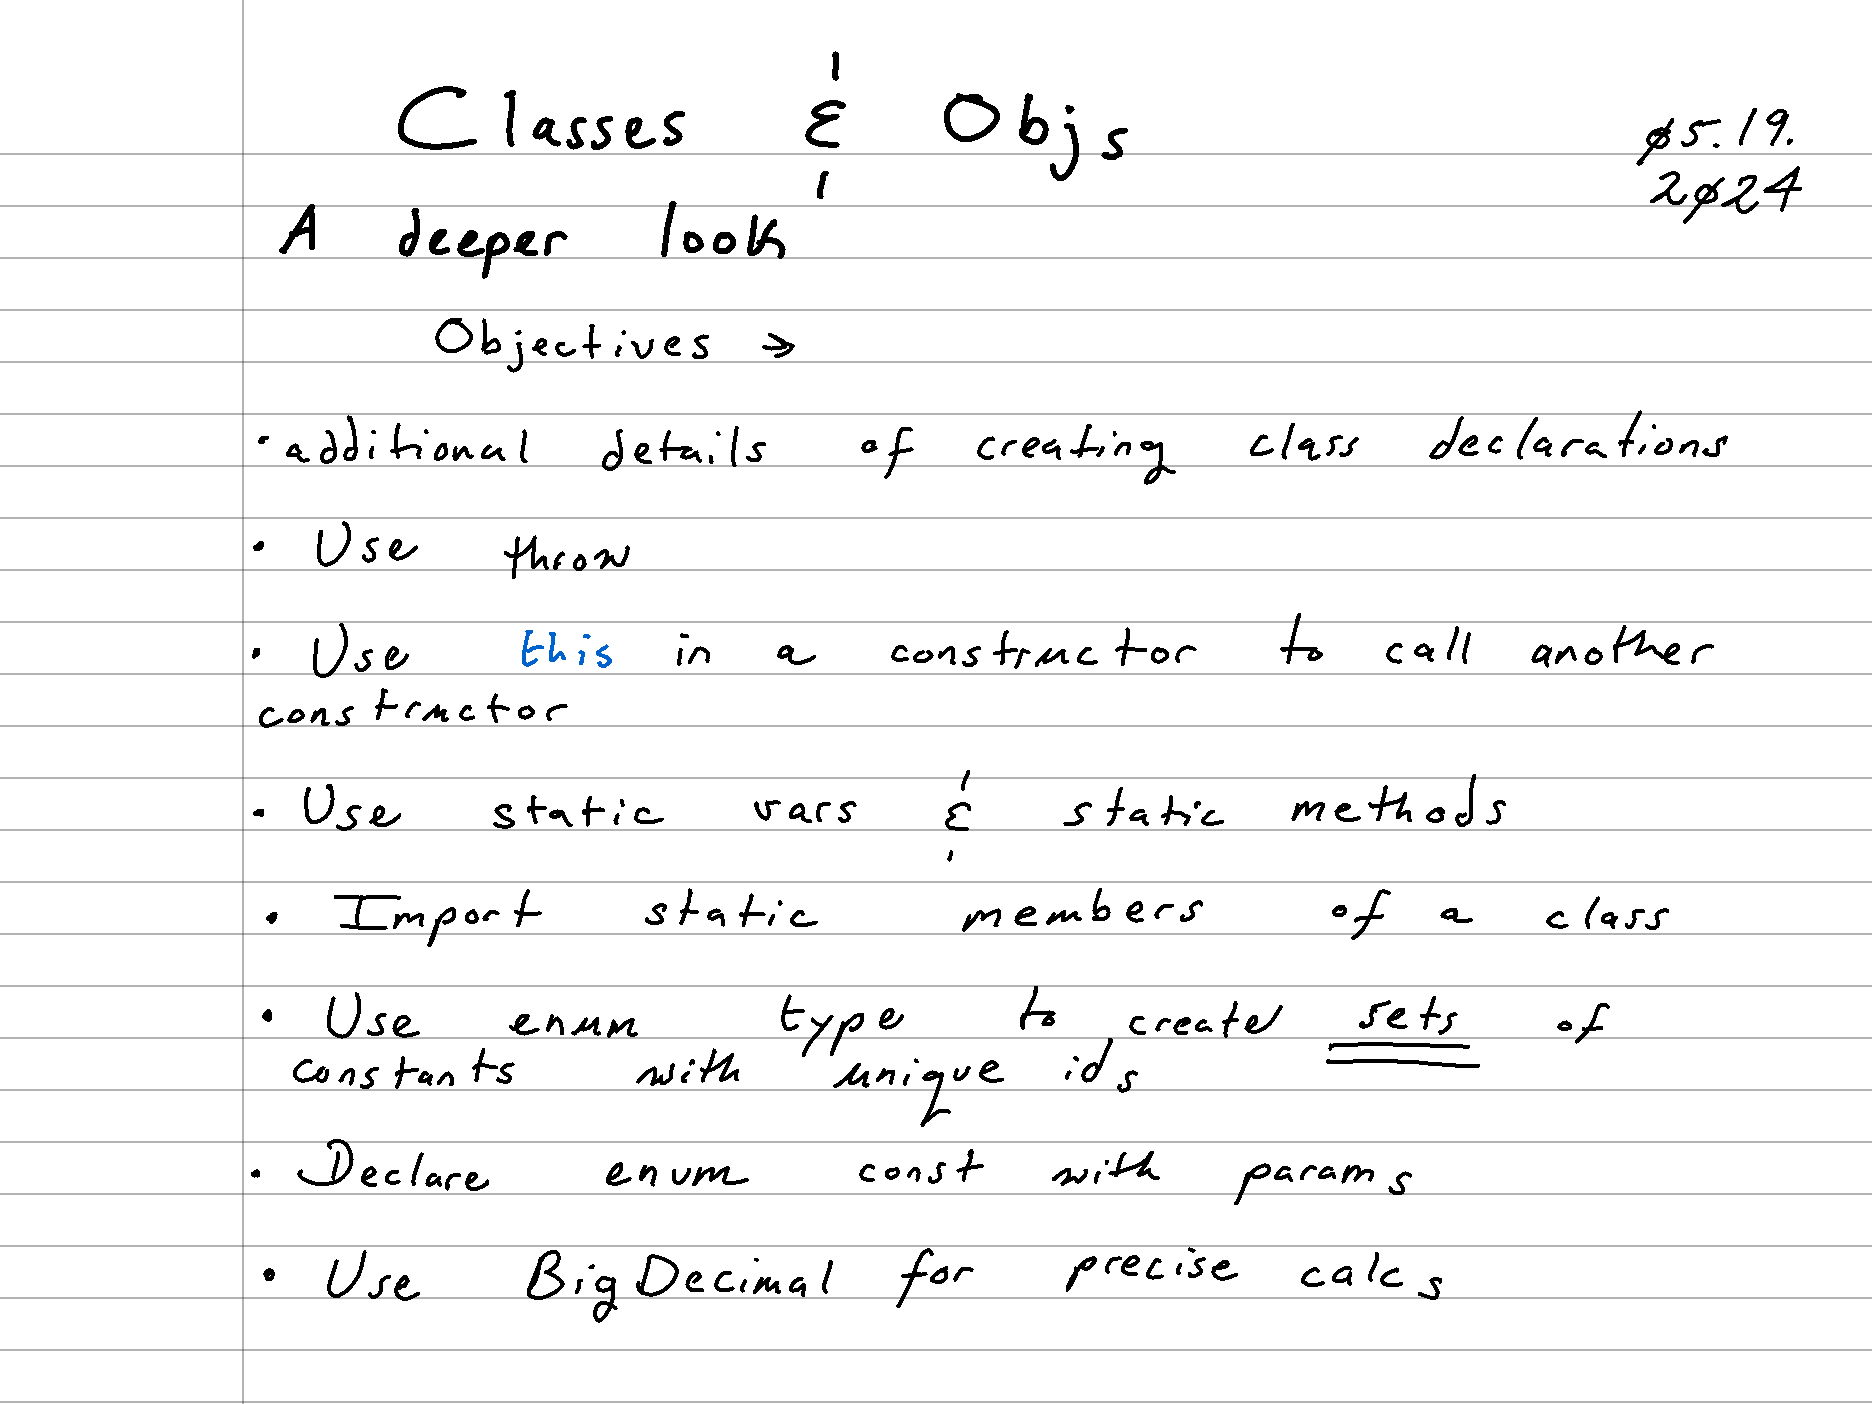 Classes & Objs
05.19.
2024
A deeper look
Objectives →
• additional details of creating class declarations
• Use throw
• Use this in a constructor to call another
constructor
• Use static vars & static methods
• Import static members of a class
• Use enum type to create sets of
constants with unique ids
• Declare enum const with params
• Use BigDecimal for precise calcs